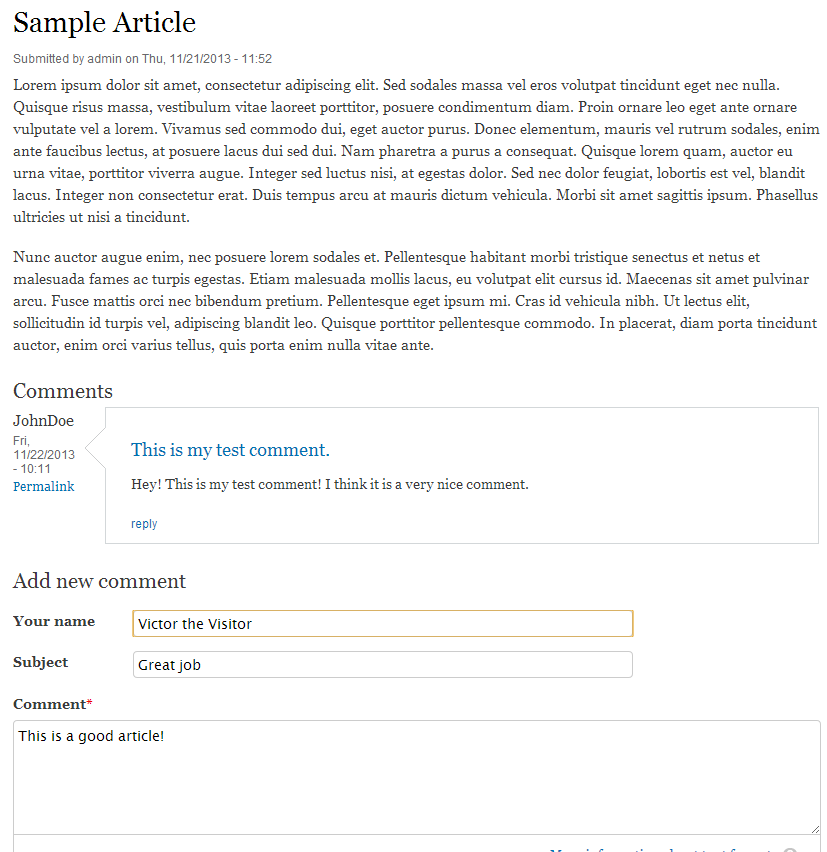 Sample Article
Submitted by admin on Thu, 11/21/2013 - 11:52
Lorem ipsum dolor sit amet, consectetur adipiscing elit. Sed sodales massa vel eros volutpat tincidunt eget nec nulla.
Quisque risus massa, vestibulum vitae laoreet porttitor, posuere condimentum diam. Proin ornare leo eget ante ornare
vulputate vel a lorem. Vivamus sed commodo dui, eget auctor purus. Donec elementum, mauris vel rutrum sodales, enim
ante faucibus lectus, at posuere lacus dui sed dui. Nam pharetra a purus a consequat. Quisque lorem quam, auctor eu
urna vitae, porttitor viverra augue. Integer sed luctus nisi, at egestas dolor. Sed nec dolor feugiat, lobortis est vel, blandit
lacus. Integer non consectetur erat. Duis tempus arcu at mauris dictum vehicula. Morbi sit amet sagittis ipsum. Phasellus
ultricies ut nisi a tincidunt.
Nunc auctor augue enim, nec posuere lorem sodales et. Pellentesque habitant morbi tristique senectus et netus et
malesuada fames ac turpis egestas. Etiam malesuada mollis lacus, eu volutpat elit cursus id. Maecenas sit amet pulvinar
arcu. Fusce mattis orci nec bibendum pretium. Pellentesque eget ipsum mi. Cras id vehicula nibh. Ut lectus elit,
sollicitudin id turpis vel, adipiscing blandit leo. Quisque porttitor pellentesque commodo. In placerat, diam porta tincidunt
auctor, enim orci varius tellus, quis porta enim nulla vitae ante.
Comments
JohnDoe
Fri,
11/22/2013
- 10:11
Permalink
This is my test comment.
Hey! This is my test comment! I think it is a very nice comment.
reply
Add new comment
Your name
Victor the Visitor
Subject
Great job
Comment*
This is a good article!